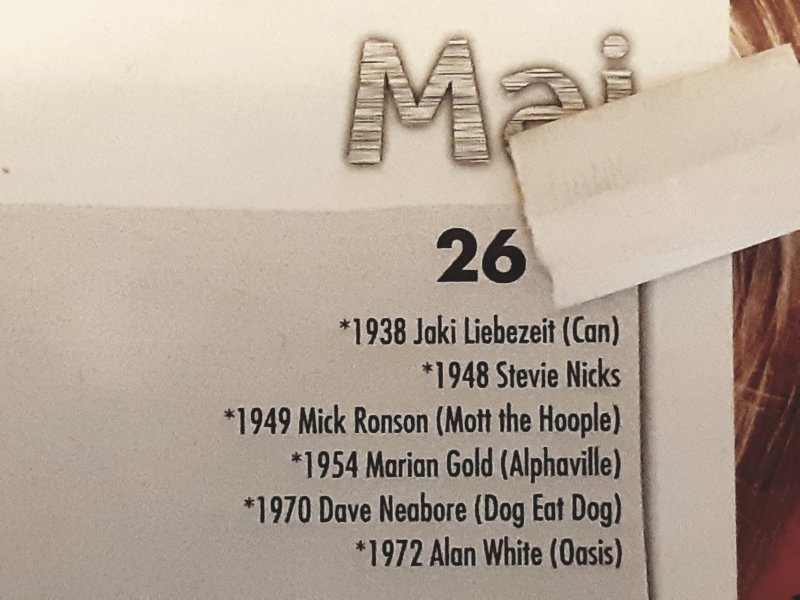 Mai
26
*1938 Jaki Liebezeit (Can)
*1948 Stevie Nicks
*1949 Mick Ronson (Mott the Hoople)
*1954 Marian Gold (Alphaville)
*1970 Dave Neabore (Dog Eat Dog)
*1972 Alan White (Oasis)